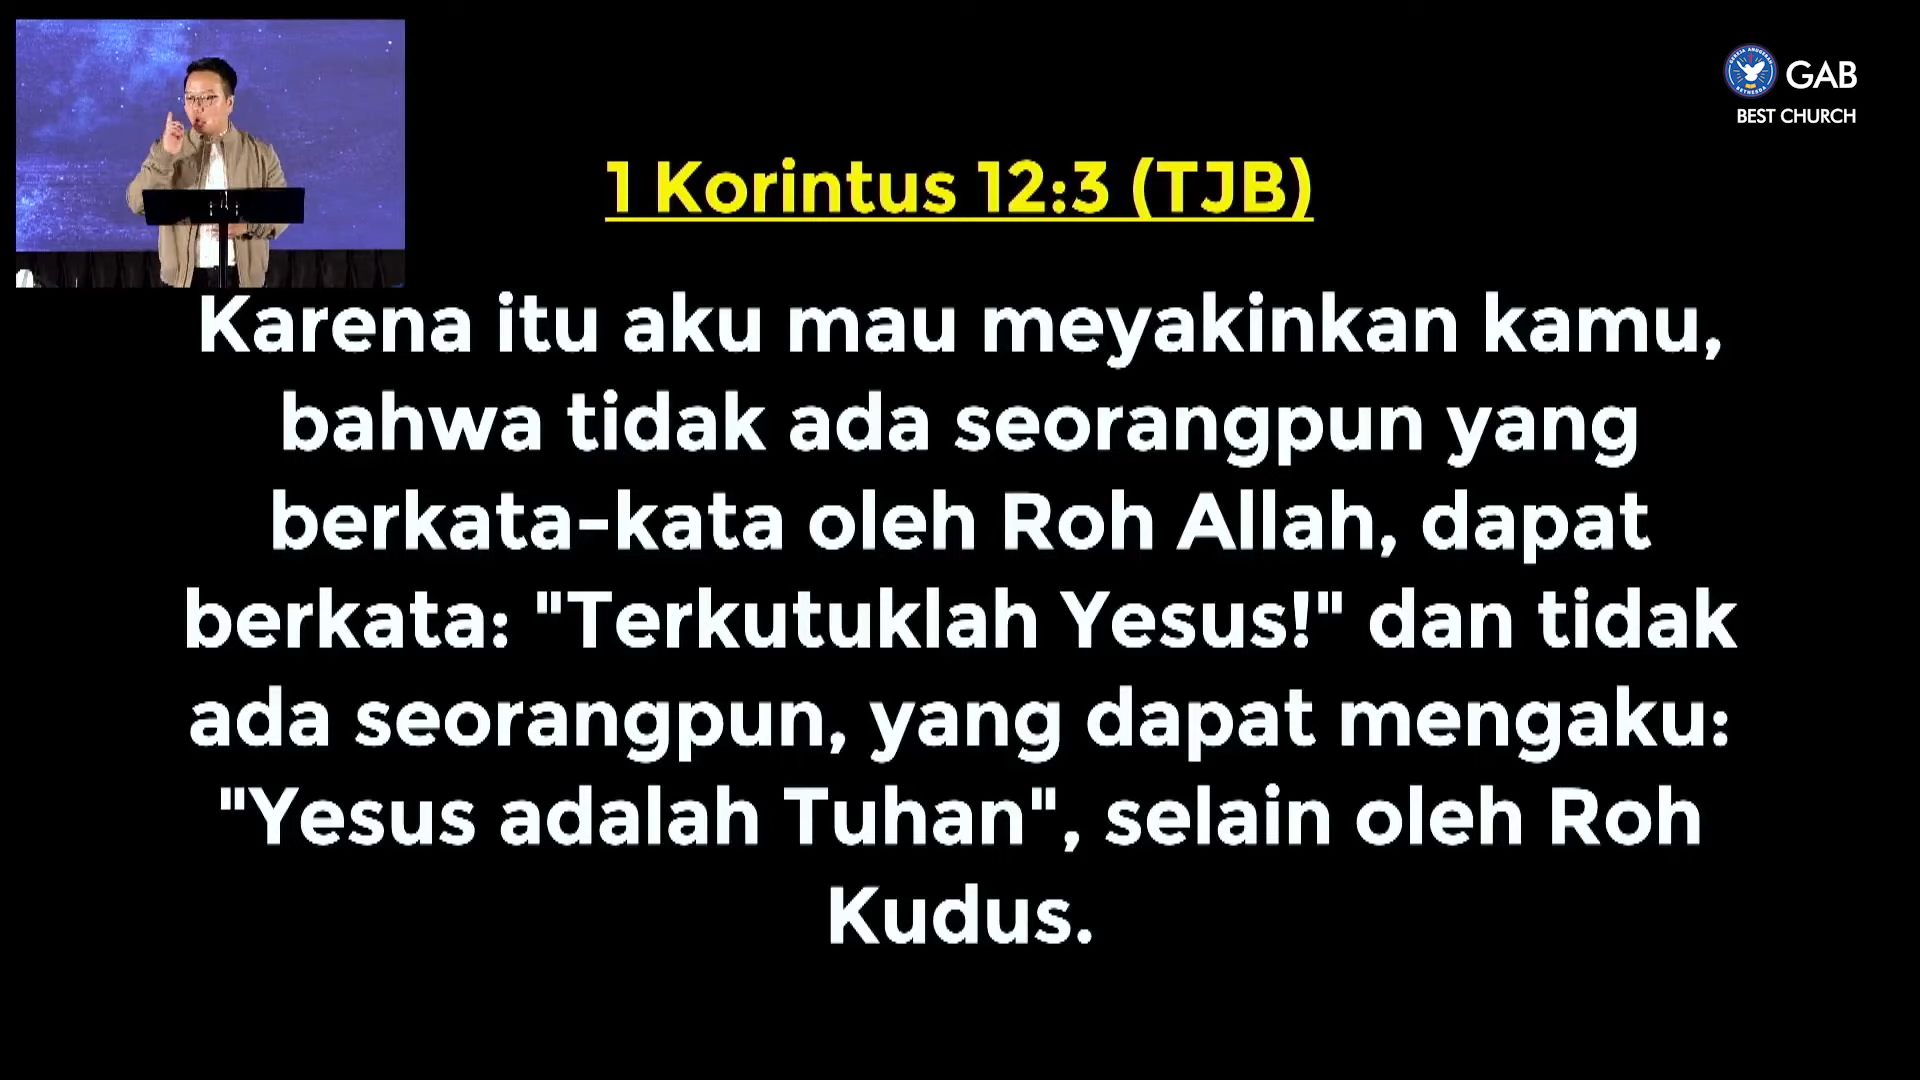 GAB
BEST CHURCH
1 Korintus 12:3 (TJB)
Karena itu aku mau meyakinkan kamu,
bahwa tidak ada seorangpun yang
berkata-kata oleh Roh Allah, dapat
berkata: "Terkutuklah Yesus!" dan tidak
ada seorangpun, yang dapat mengaku:
"Yesus adalah Tuhan", selain oleh Roh
Kudus.